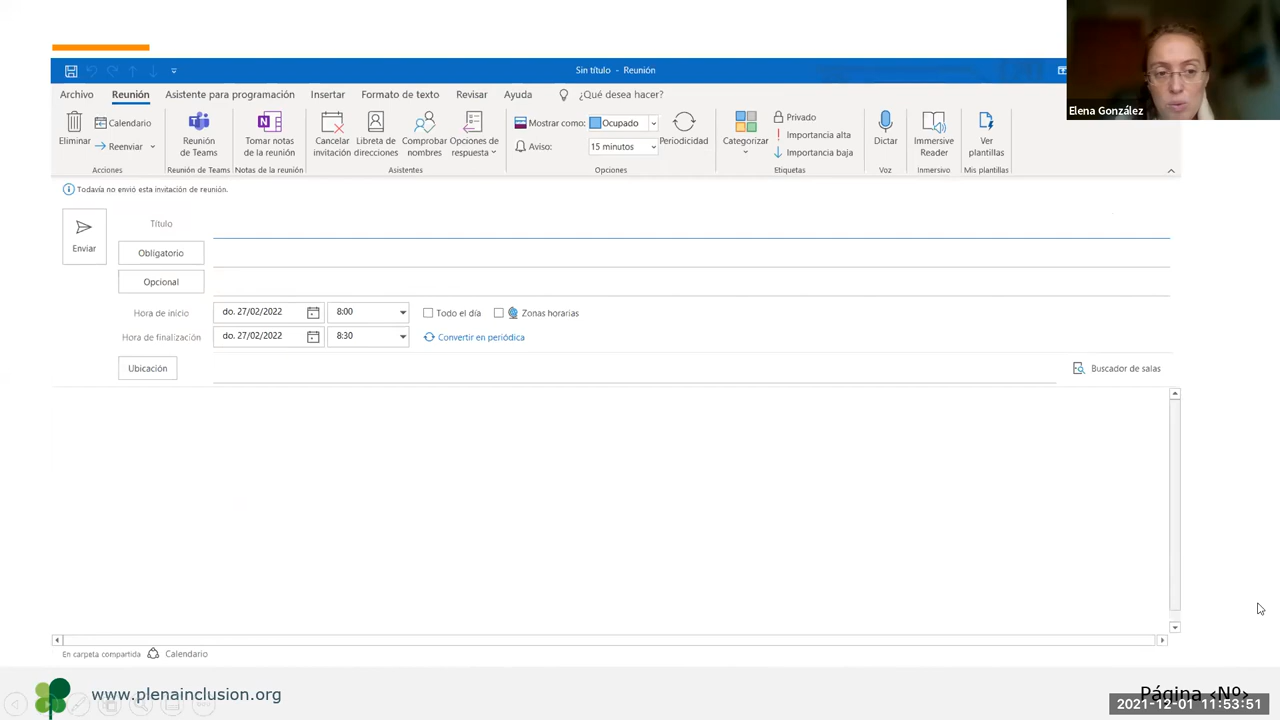 Sin título - Reunión
Archivo Reunión Asistente para programación Insertar Formato de texto Revisar Ayuda ¿Qué desea hacer?
Eliminar
Calendario
Reenviar
Acciones
Reunión de Teams
Reunión de Teams
Tomar notas de la reunión
Notas de la reunión
Cancelar invitación
Libreta de direcciones
Comprobar nombres
Opciones de respuesta
Asistentes
Mostrar como: Ocupado
Aviso: 15 minutos
Periodicidad
Opciones
Categorizar
Privado
Importancia alta
Importancia baja
Etiquetas
Dictar
Voz
Immersive Reader
Inmersivo
Ver plantillas
Mis plantillas
Elena González
Todavía no envió esta invitación de reunión.
Enviar
Título
Obligatorio
Opcional
Hora de inicio do. 27/02/2022 8:00 Todo el día Zonas horarias
Hora de finalización do. 27/02/2022 8:30 Convertir en periódica
Ubicación Buscador de salas
En carpeta compartida Calendario
www.plenainclusion.org
Página <Nº>
2021-12-01 11:53:51